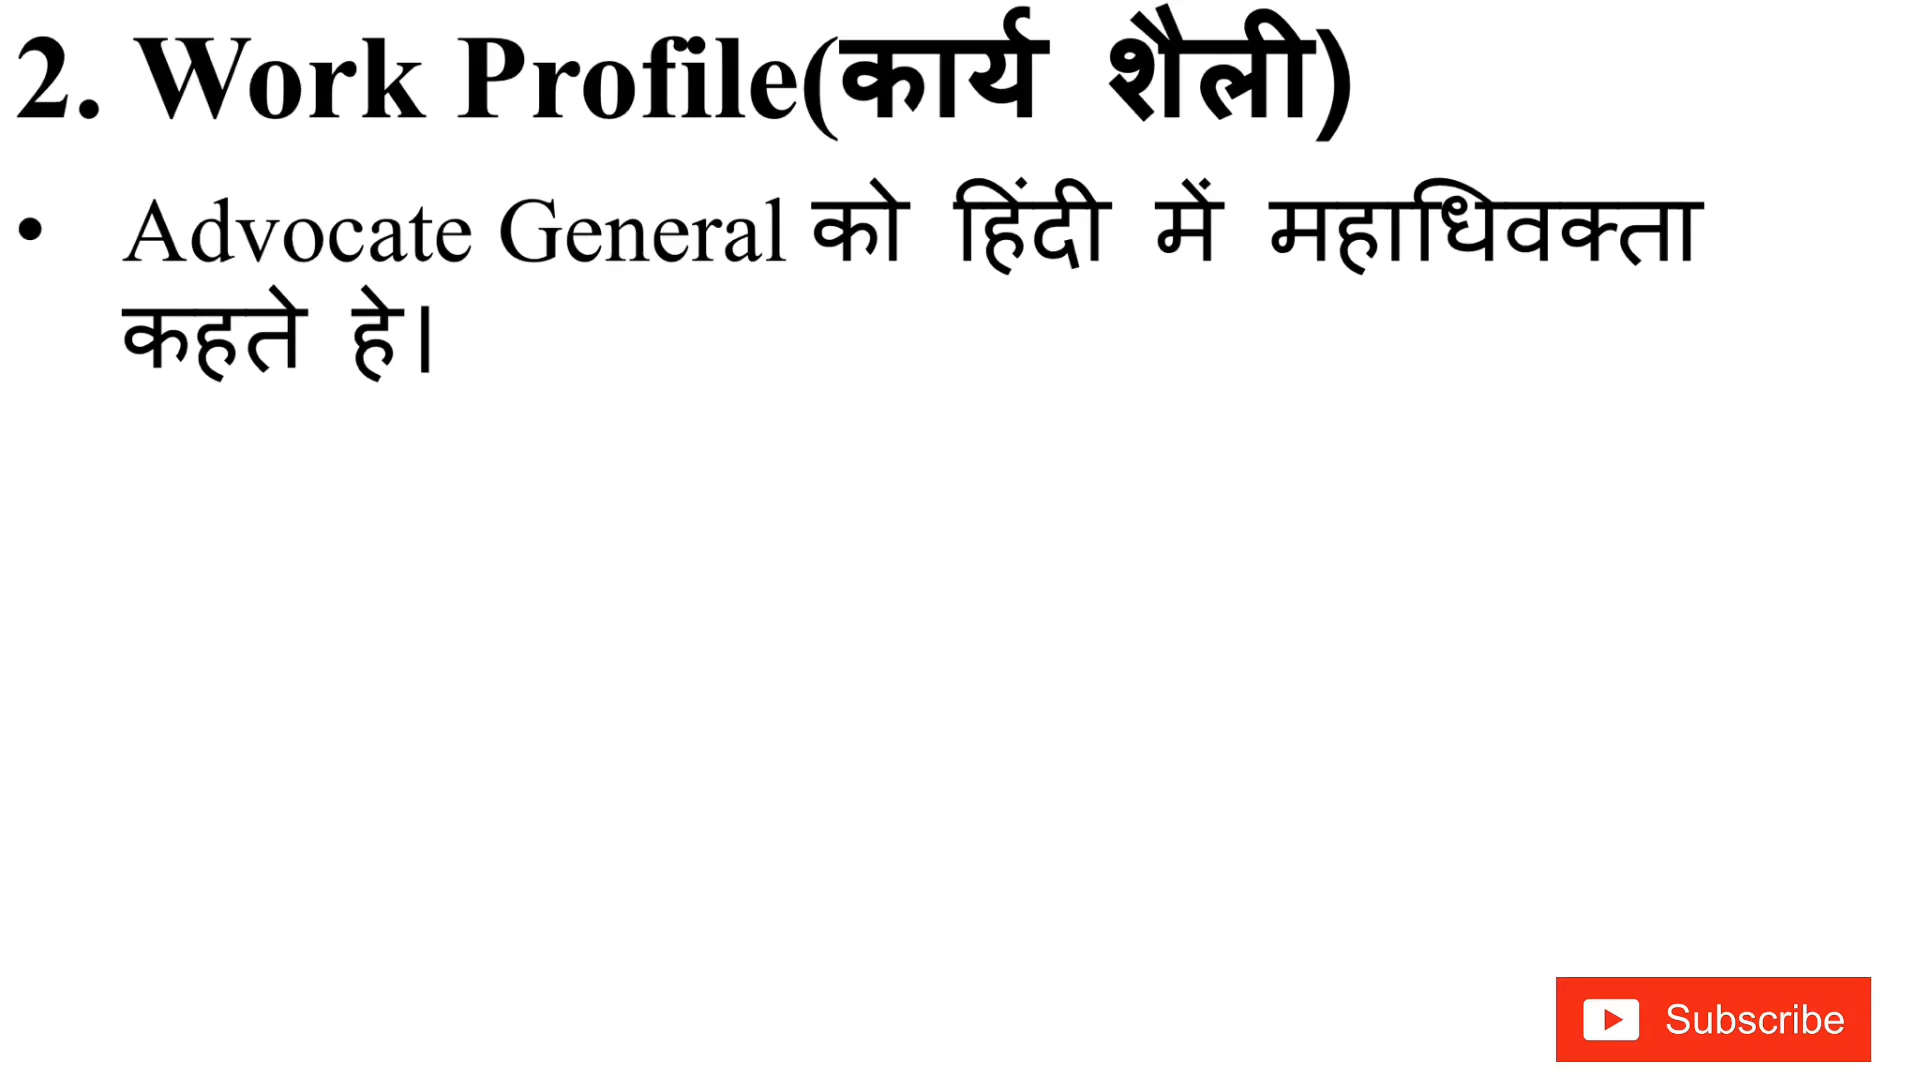 2. Work Profile(कार्य शैली)
• Advocate General को हिंदी में महाधिवक्ता
कहते हे।
Subscribe